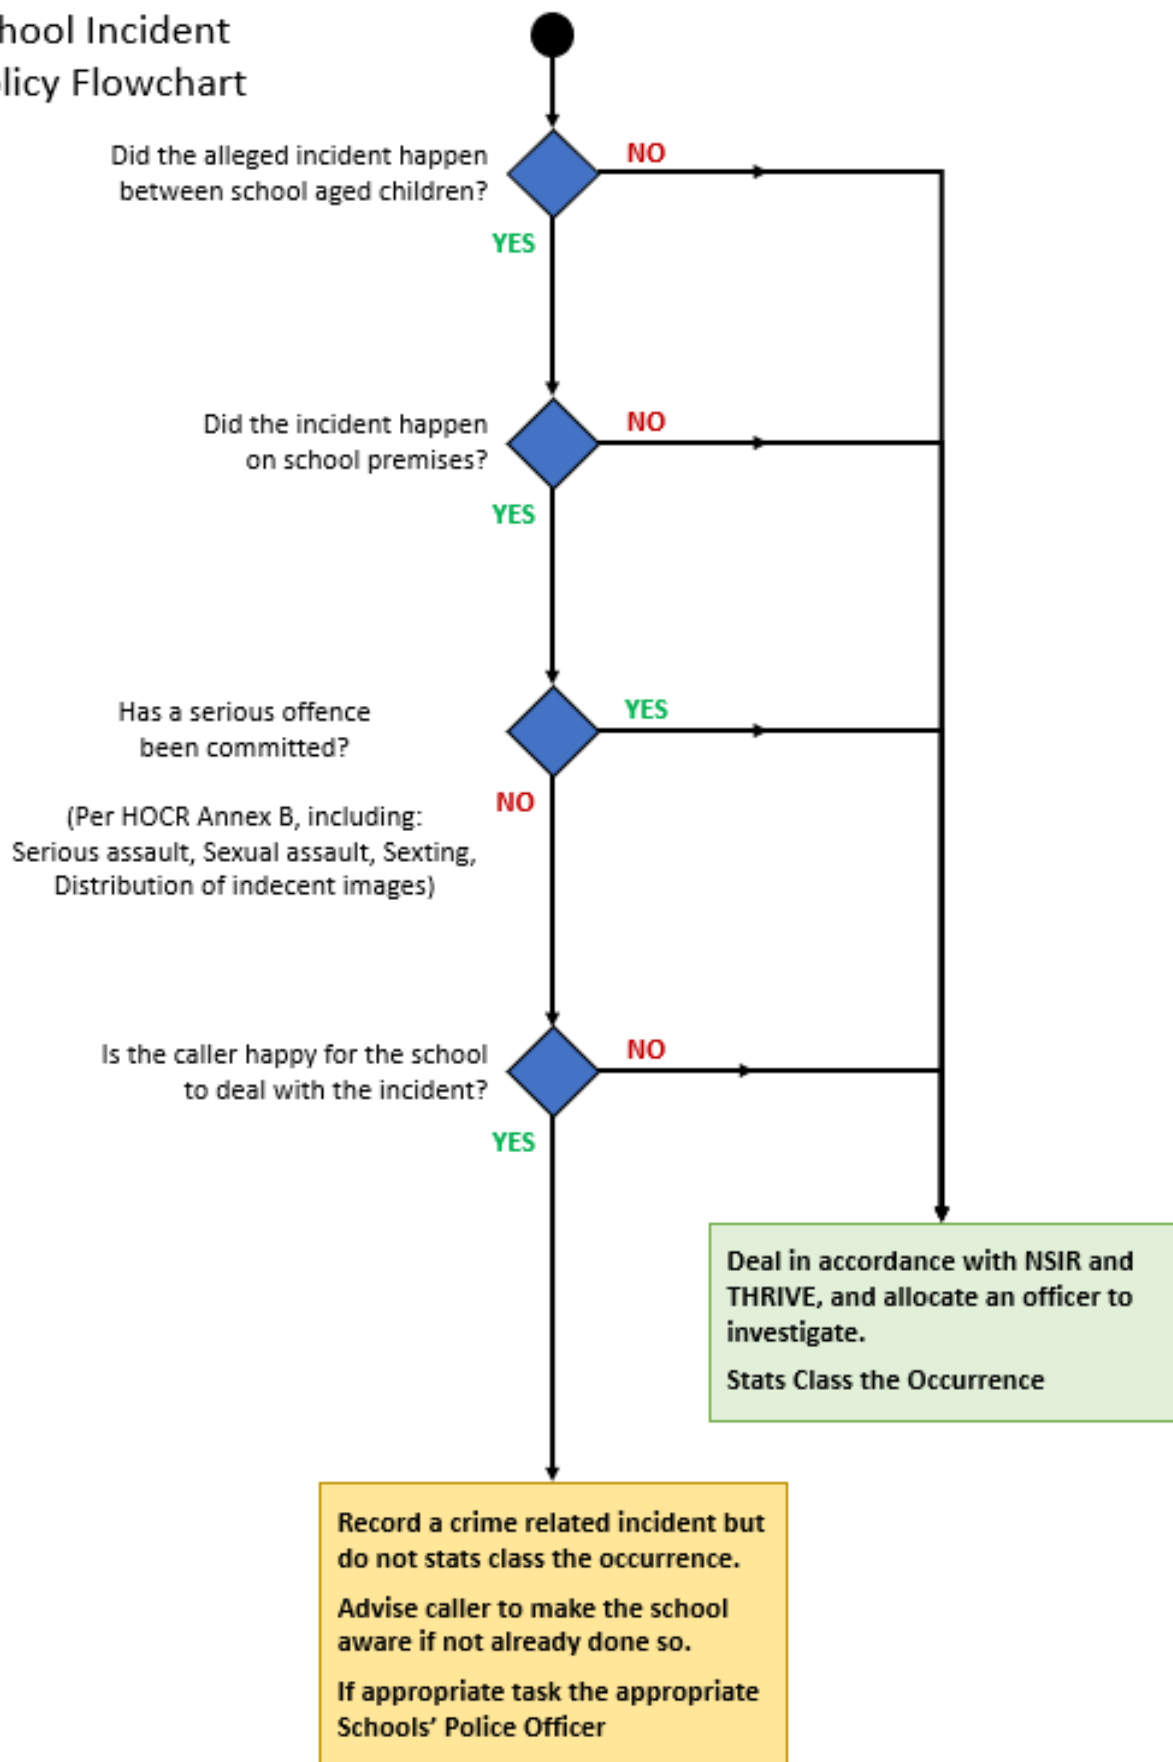 hool Incident
licy Flowchart
Did the alleged incident happen
between school aged children?
NO
YES
Did the incident happen
on school premises?
NO
YES
Has a serious offence
been committed?
YES
NO
(Per HOCR Annex B, including:
Serious assault, Sexual assault, Sexting,
Distribution of indecent images)
Is the caller happy for the school
to deal with the incident?
NO
YES
Deal in accordance with NSIR and
THRIVE, and allocate an officer to
investigate.
Stats Class the Occurrence
Record a crime related incident but
do not stats class the occurrence.
Advise caller to make the school
aware if not already done so.
If appropriate task the appropriate
Schools' Police Officer